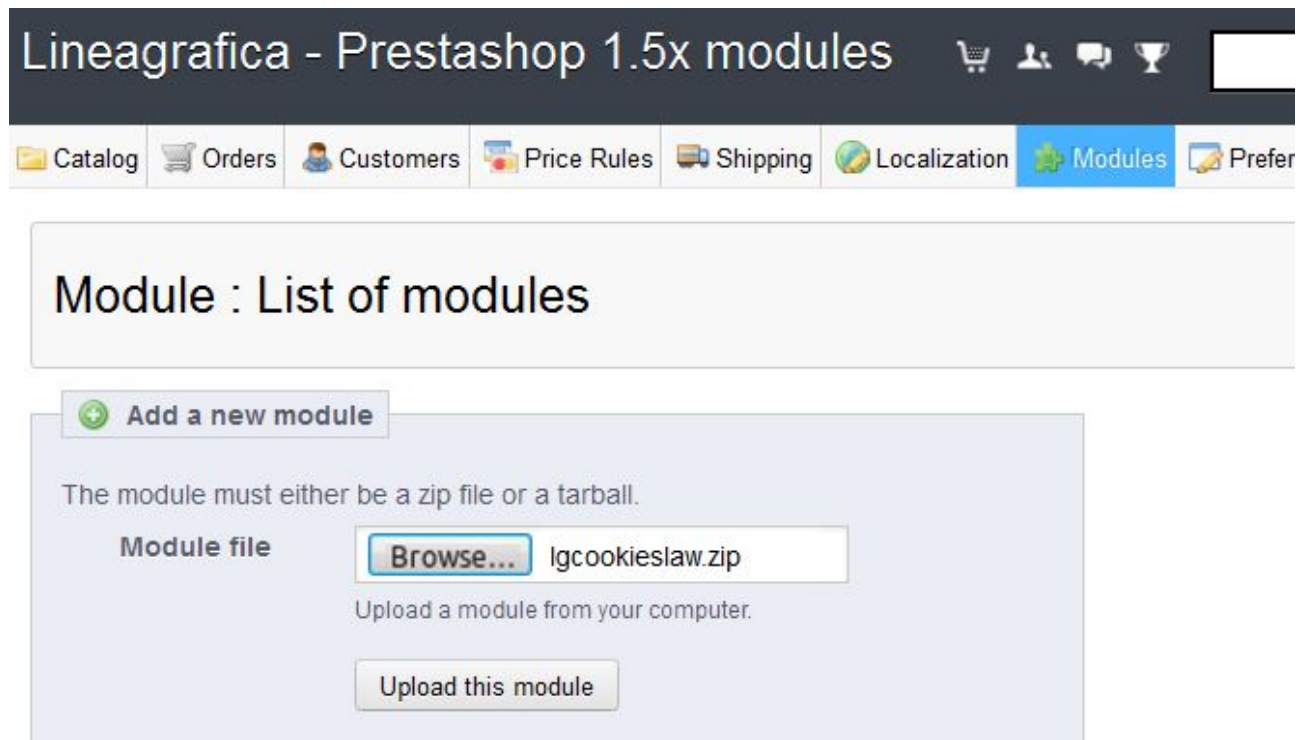 Lineagrafica - Prestashop 1.5x modules
Catalog Orders Customers Price Rules Shipping Localization Modules Prefer
Module : List of modules
Add a new module
The module must either be a zip file or a tarball.
Module file Browse... lgcookieslaw.zip
Upload a module from your computer.
Upload this module